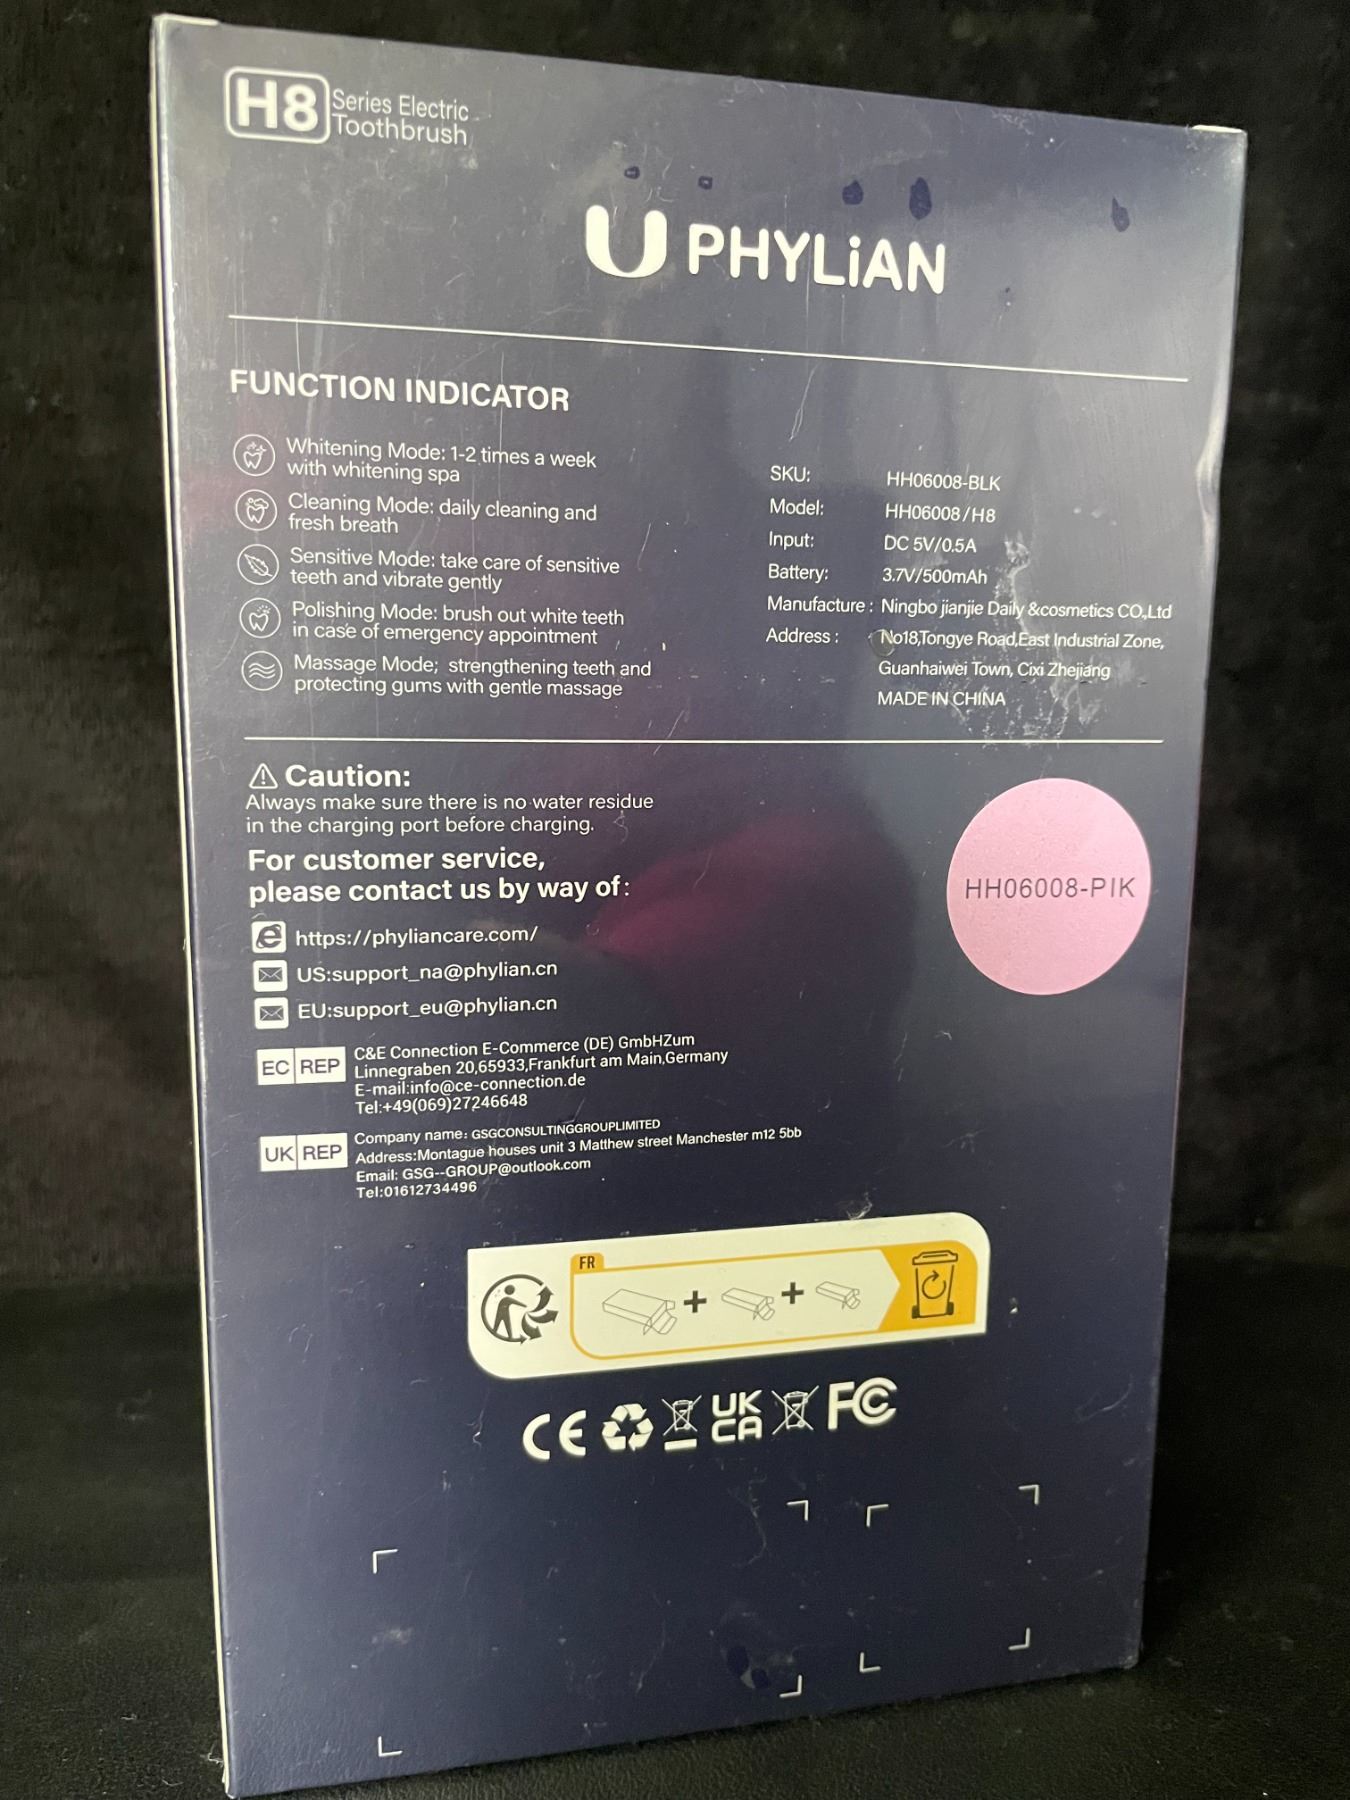 H8 Series Electric
Toothbrush
PHYLiAN
FUNCTION INDICATOR
Whitening Mode: 1-2 times a week
with whitening spa
Cleaning Mode: daily cleaning and
fresh breath
Sensitive Mode: take care of sensitive
teeth and vibrate gently
Polishing Mode: brush out white teeth
in case of emergency appointment
Massage Mode; strengthening teeth and
protecting gums with gentle massage
SKU: HH06008-BLK
Model: HH06008/H8
Input: DC 5V/0.5A
Battery: 3.7V/500mAh
Manufacture: Ningbo jianjie Daily &cosmetics CO.,Ltd
Address: No18,Tongye Road,East Industrial Zone,
Guanhaiwei Town, Cixi Zhejiang
MADE IN CHINA
Caution:
Always make sure there is no water residue
in the charging port before charging.
For customer service,
please contact us by way of:
https://phyliancare.com/
US:support_na@phylian.cn
EU:support_eu@phylian.cn
HH06008-PIK
EC REP
C&E Connection E-Commerce (DE) GmbHZum
Linnegraben 20,65933,Frankfurt am Main,Germany
E-mail:info@ce-connection.de
Tel:+49(069)27246648
UK REP
Company name: GSGCONSULTINGGROUPLIMITED
Address:Montague houses unit 3 Matthew street Manchester m12 5bb
Email: GSG--GROUP@outlook.com
Tel:01612734496
FR
CE UK CA FC